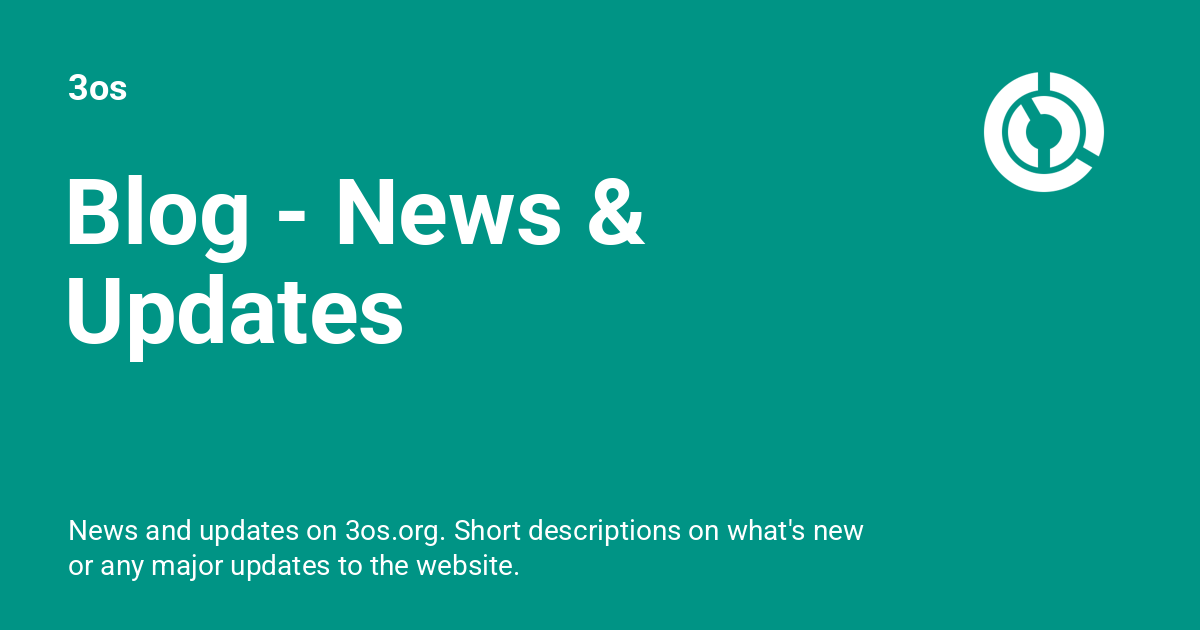 3os
Blog - News &
Updates
News and updates on 3os.org. Short descriptions on what's new
or any major updates to the website.